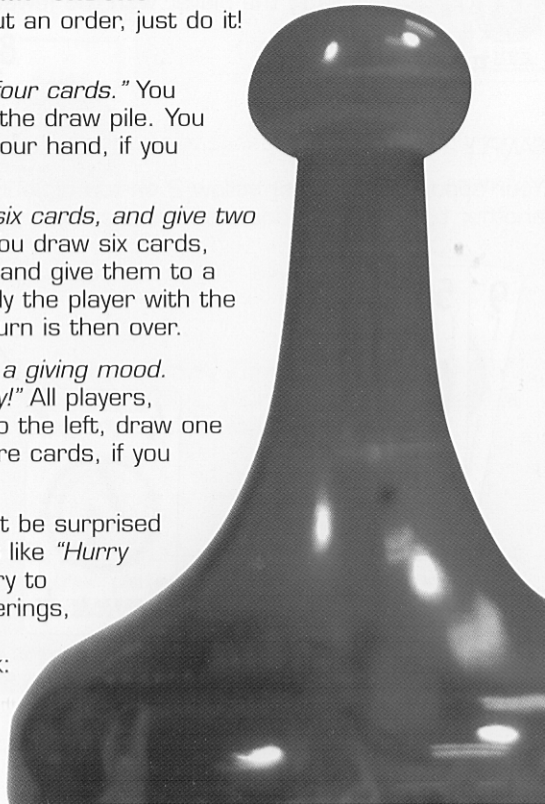 ut an order, just do it!
four cards." You
the draw pile. You
our hand, if you
six cards, and give two
ou draw six cards,
and give them to a
ly the player with the
urn is then over.
a giving mood.
y!" All players,
o the left, draw one
re cards, if you
t be surprised
like "Hurry
ry to
erings,
k: